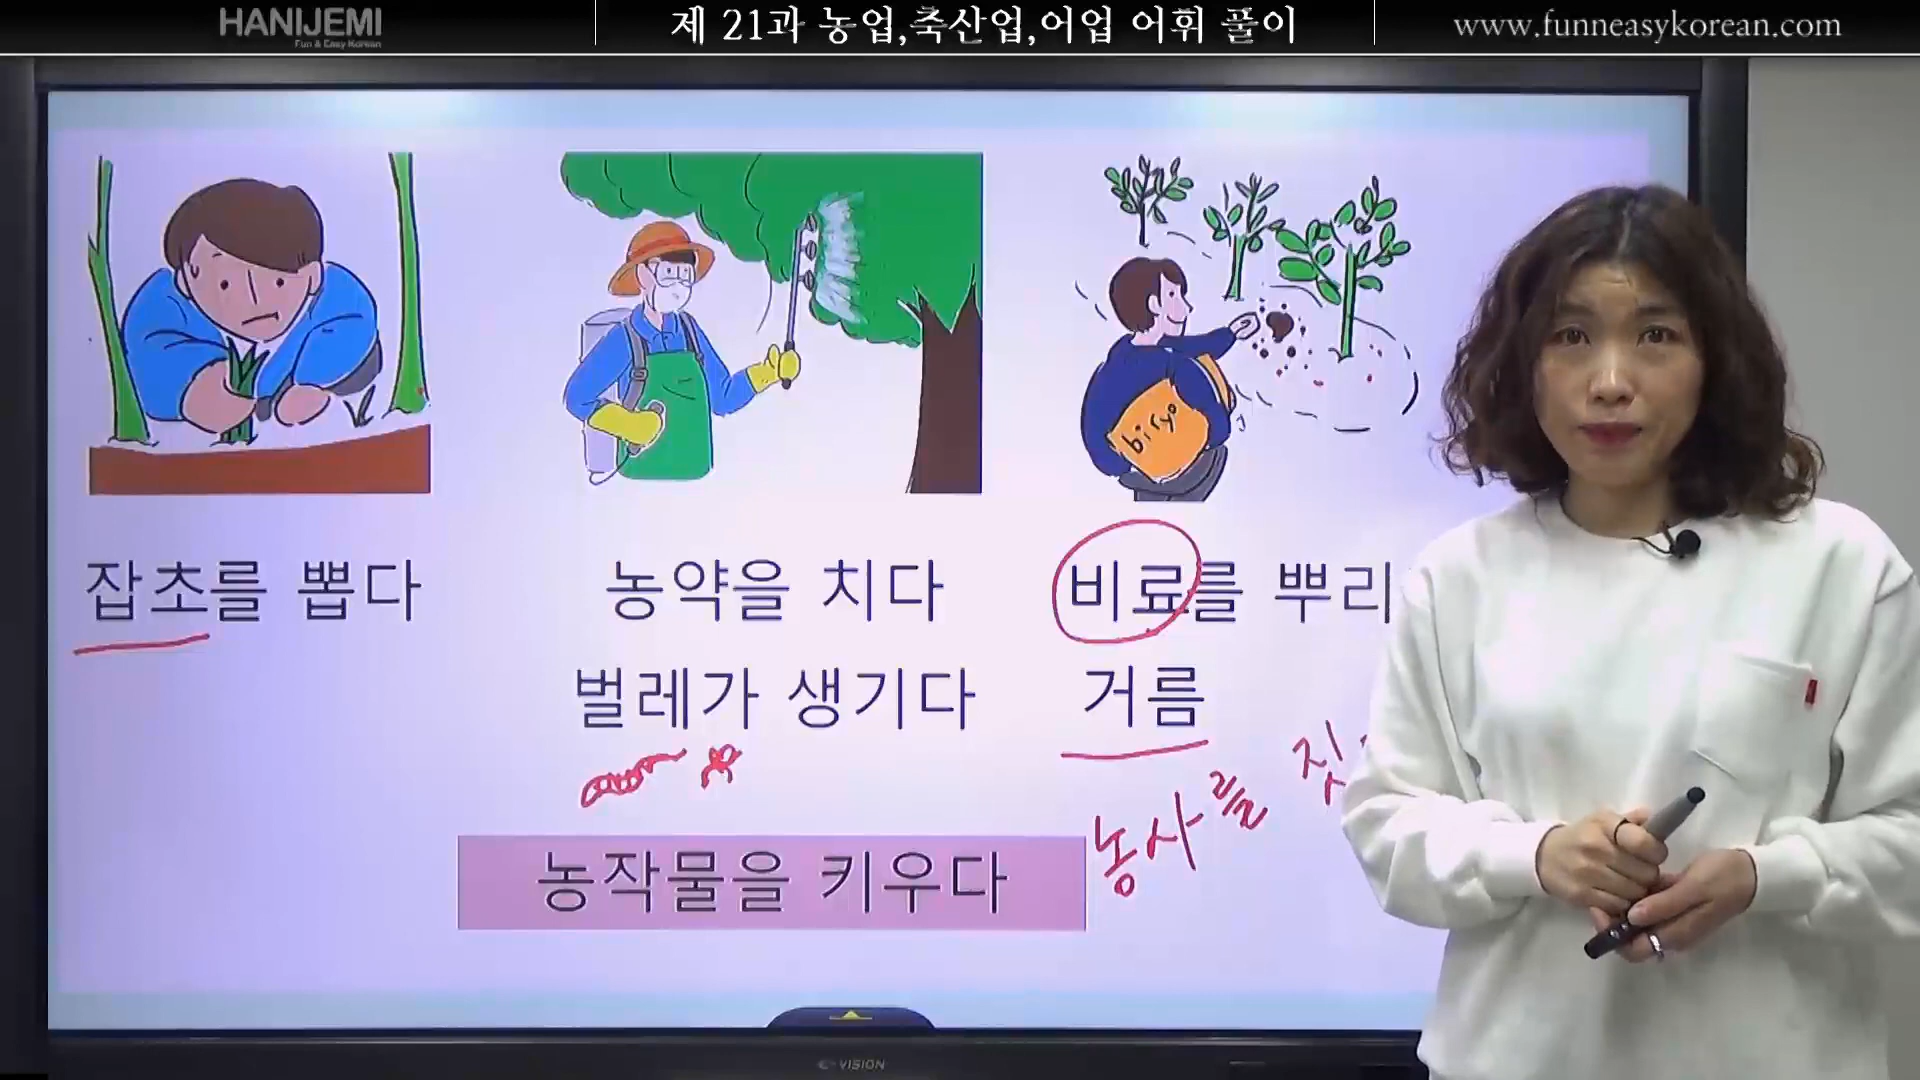 HANIJEMI
Fun & Easy Korean
제 21과 농업,축산업,어업 어휘 풀이
www.funneasykorean.com
biryo
잡초를 뽑다
농약을 치다
비료를 뿌리
벌레가 생기다
거름
농사를 짓
농작물을 키우다
VISION